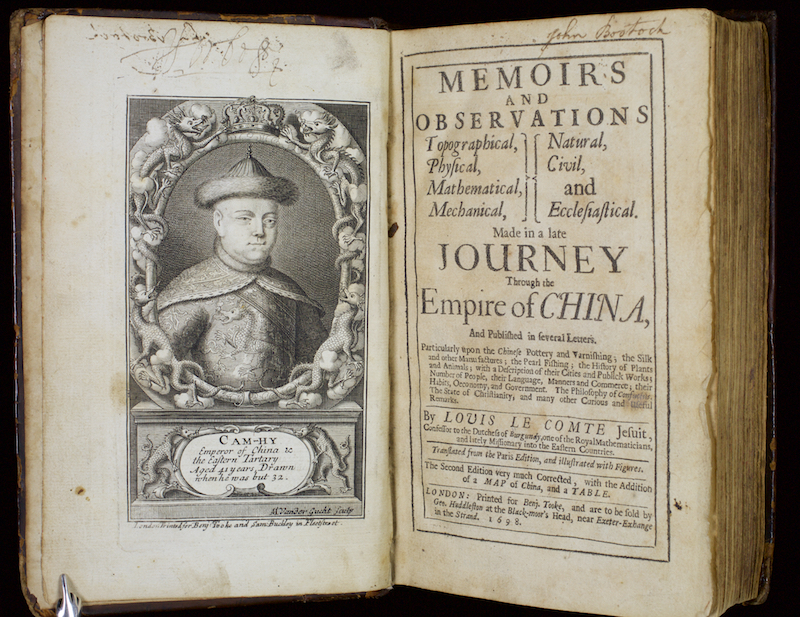 CAM-HY
Emperor of China &
the Eastern Tartary
Aged 41 years, Drawn
when he was but 32.
M Vander Gucht sculp
London Printed for Benj Tooke and Sam: Buckley in Fleetstreet.
John Bostock
MEMOIRS
AND
OBSERVATIONS
Topographical, Natural,
Phyſical, Civil,
Mathematical, and
Mechanical, Eccleſiaſtical.
Made in a late
JOURNEY
Through the
Empire of CHINA,
And Publiſhed in ſeveral Letters.
Particularly upon the Chineſe Pottery and Varniſhing; the Silk
and other Manufactures; the Pearl Fiſhing; the Hiſtory of Plants
and Animals; with a Deſcription of their Cities and Publick Works;
Number of People, their Language, Manners and Commerce; their
Habits, Oeconomy, and Government. The Philoſophy of Confucius.
The State of Chriſtianity, and many other Curious and uſeful
Remarks.
By LOUIS LE COMTE Jeſuit,
Confeſſor to the Dutcheſs of Burgundy, one of the Royal Mathematicians,
and lately Miſſionary into the Eaſtern Countries.
Tranſlated from the Paris Edition, and illuſtrated with Figures.
The Second Edition very much Corrected, with the Addition
of a MAP of China, and a TABLE.
LONDON: Printed for Benj. Tooke, and are to be ſold by
Geo. Huddleſton at the Black-moor's Head, near Exeter-Exchange
in the Strand. 1698.